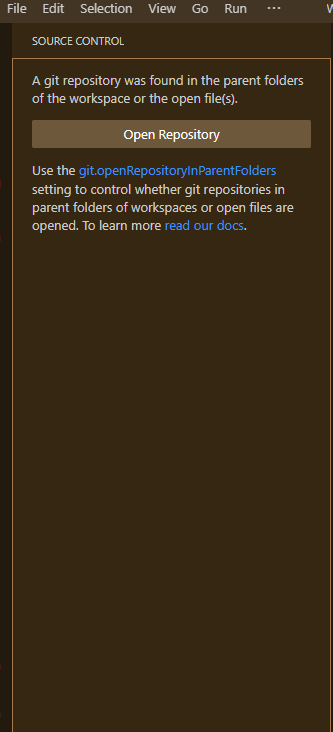 File Edit Selection View Go Run ···
SOURCE CONTROL
A git repository was found in the parent folders
of the workspace or the open file(s).
Open Repository
Use the git.openRepositoryInParentFolders
setting to control whether git repositories in
parent folders of workspaces or open files are
opened. To learn more read our docs.